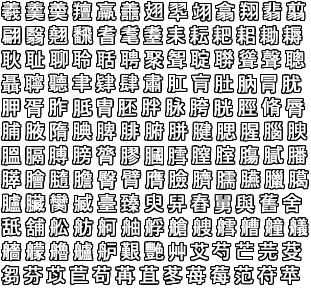 羲羮羹羶羸譱翅翆翊翕翔翡翦
翩翳翹飜耆耄耋耒耘耙耜耡耨
耿耻聊聆聒聘聚聟聢聨聳聲聰
聶聹聽聿肄肆肅肛肓肚肭冐肬
胛胥胙胝胄胚胖脉胯胱脛脩脣
脯腋隋腆脾腓腑胼腱腮腥腦腴
膃膈膊膀膂膠膕膤膣腟膓膩膰
膵膾膸膽臀臂膺臉臍臑臙臘臈
臚臟臠臧臺臻臾舁舂舅與舊舍
舐舖舩舫舸舳艀艙艘艝艚艟艤
艢艨艪艫舮艱艷艸艾芍芒芫芟
芻芬苡苣苟苒苴苳苺莓范苻苹